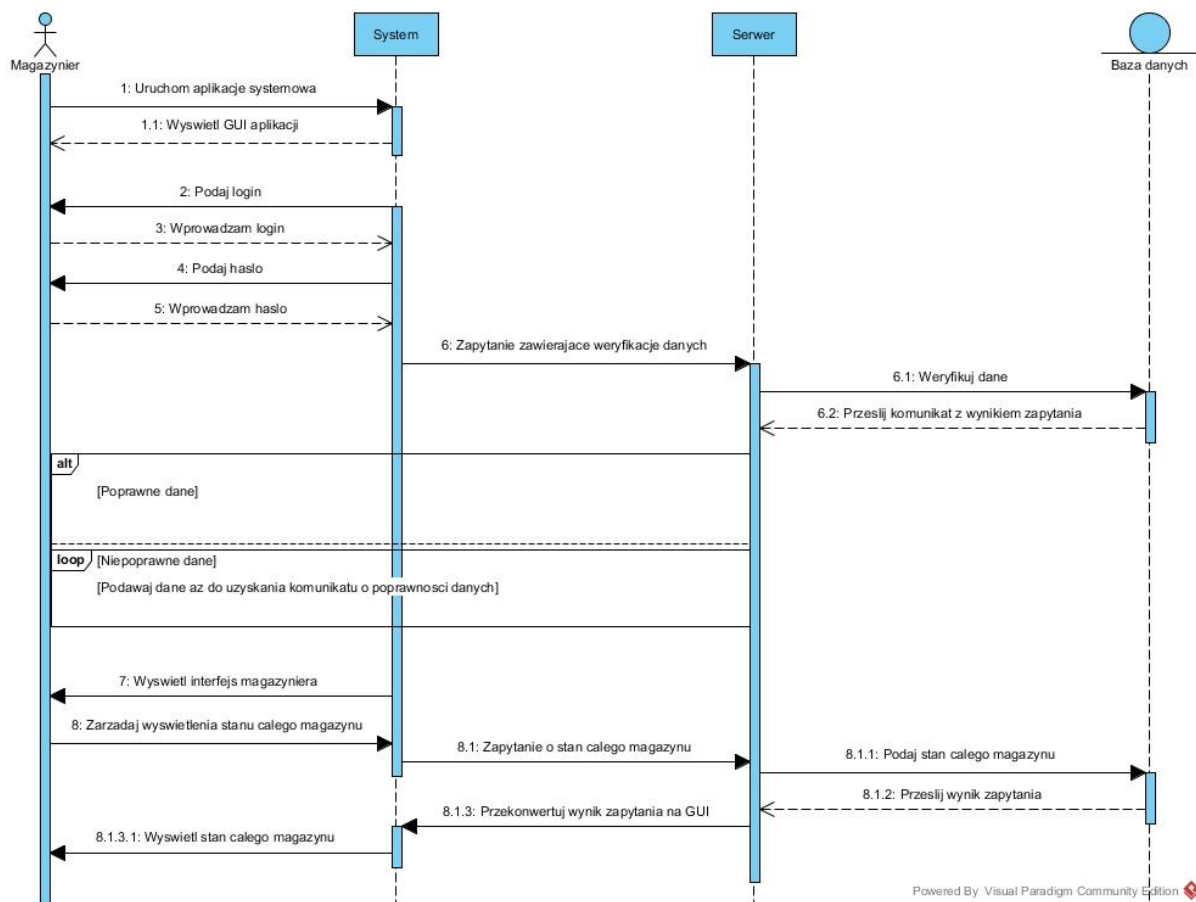 System
Serwer
Magazynier
Baza danych
1: Uruchom aplikacje systemowa
1.1: Wyswietl GUI aplikacji
2: Podaj login
3: Wprowadzam login
4: Podaj haslo
5: Wprowadzam haslo
6: Zapytanie zawierajace weryfikacje danych
6.1: Weryfikuj dane
6.2: Przeslij komunikat z wynikiem zapytania
alt
[Poprawne dane]
loop [Niepoprawne dane]
[Podawaj dane az do uzyskania komunikatu o poprawnosci danych]
7: Wyswietl interfejs magazyniera
8: Zarzadaj wyswietlenia stanu calego magazynu
8.1: Zapytanie o stan calego magazynu
8.1.1: Podaj stan calego magazynu
8.1.2: Przeslij wynik zapytania
8.1.3: Przekonwertuj wynik zapytania na GUI
8.1.3.1: Wyswietl stan calego magazynu
Powered By Visual Paradigm Community Edition